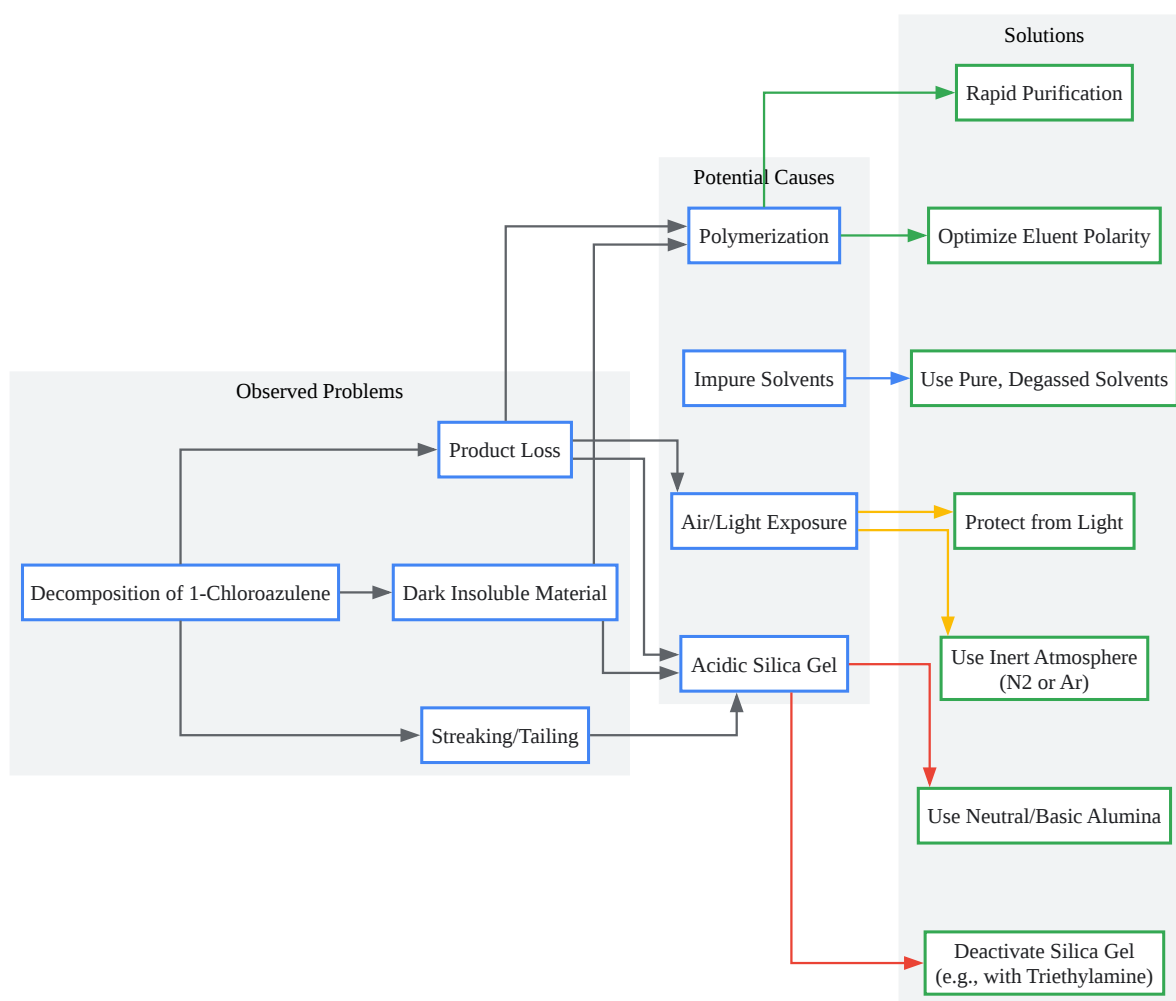 Solutions
Rapid Purification
Potential Causes
Polymerization
Optimize Eluent Polarity
Impure Solvents
Use Pure, Degassed Solvents
Observed Problems
Product Loss
Air/Light Exposure
Protect from Light
Decomposition of 1-Chloroazulene
Dark Insoluble Material
Acidic Silica Gel
Use Inert Atmosphere
(N2 or Ar)
Streaking/Tailing
Use Neutral/Basic Alumina
Deactivate Silica Gel
(e.g., with Triethylamine)